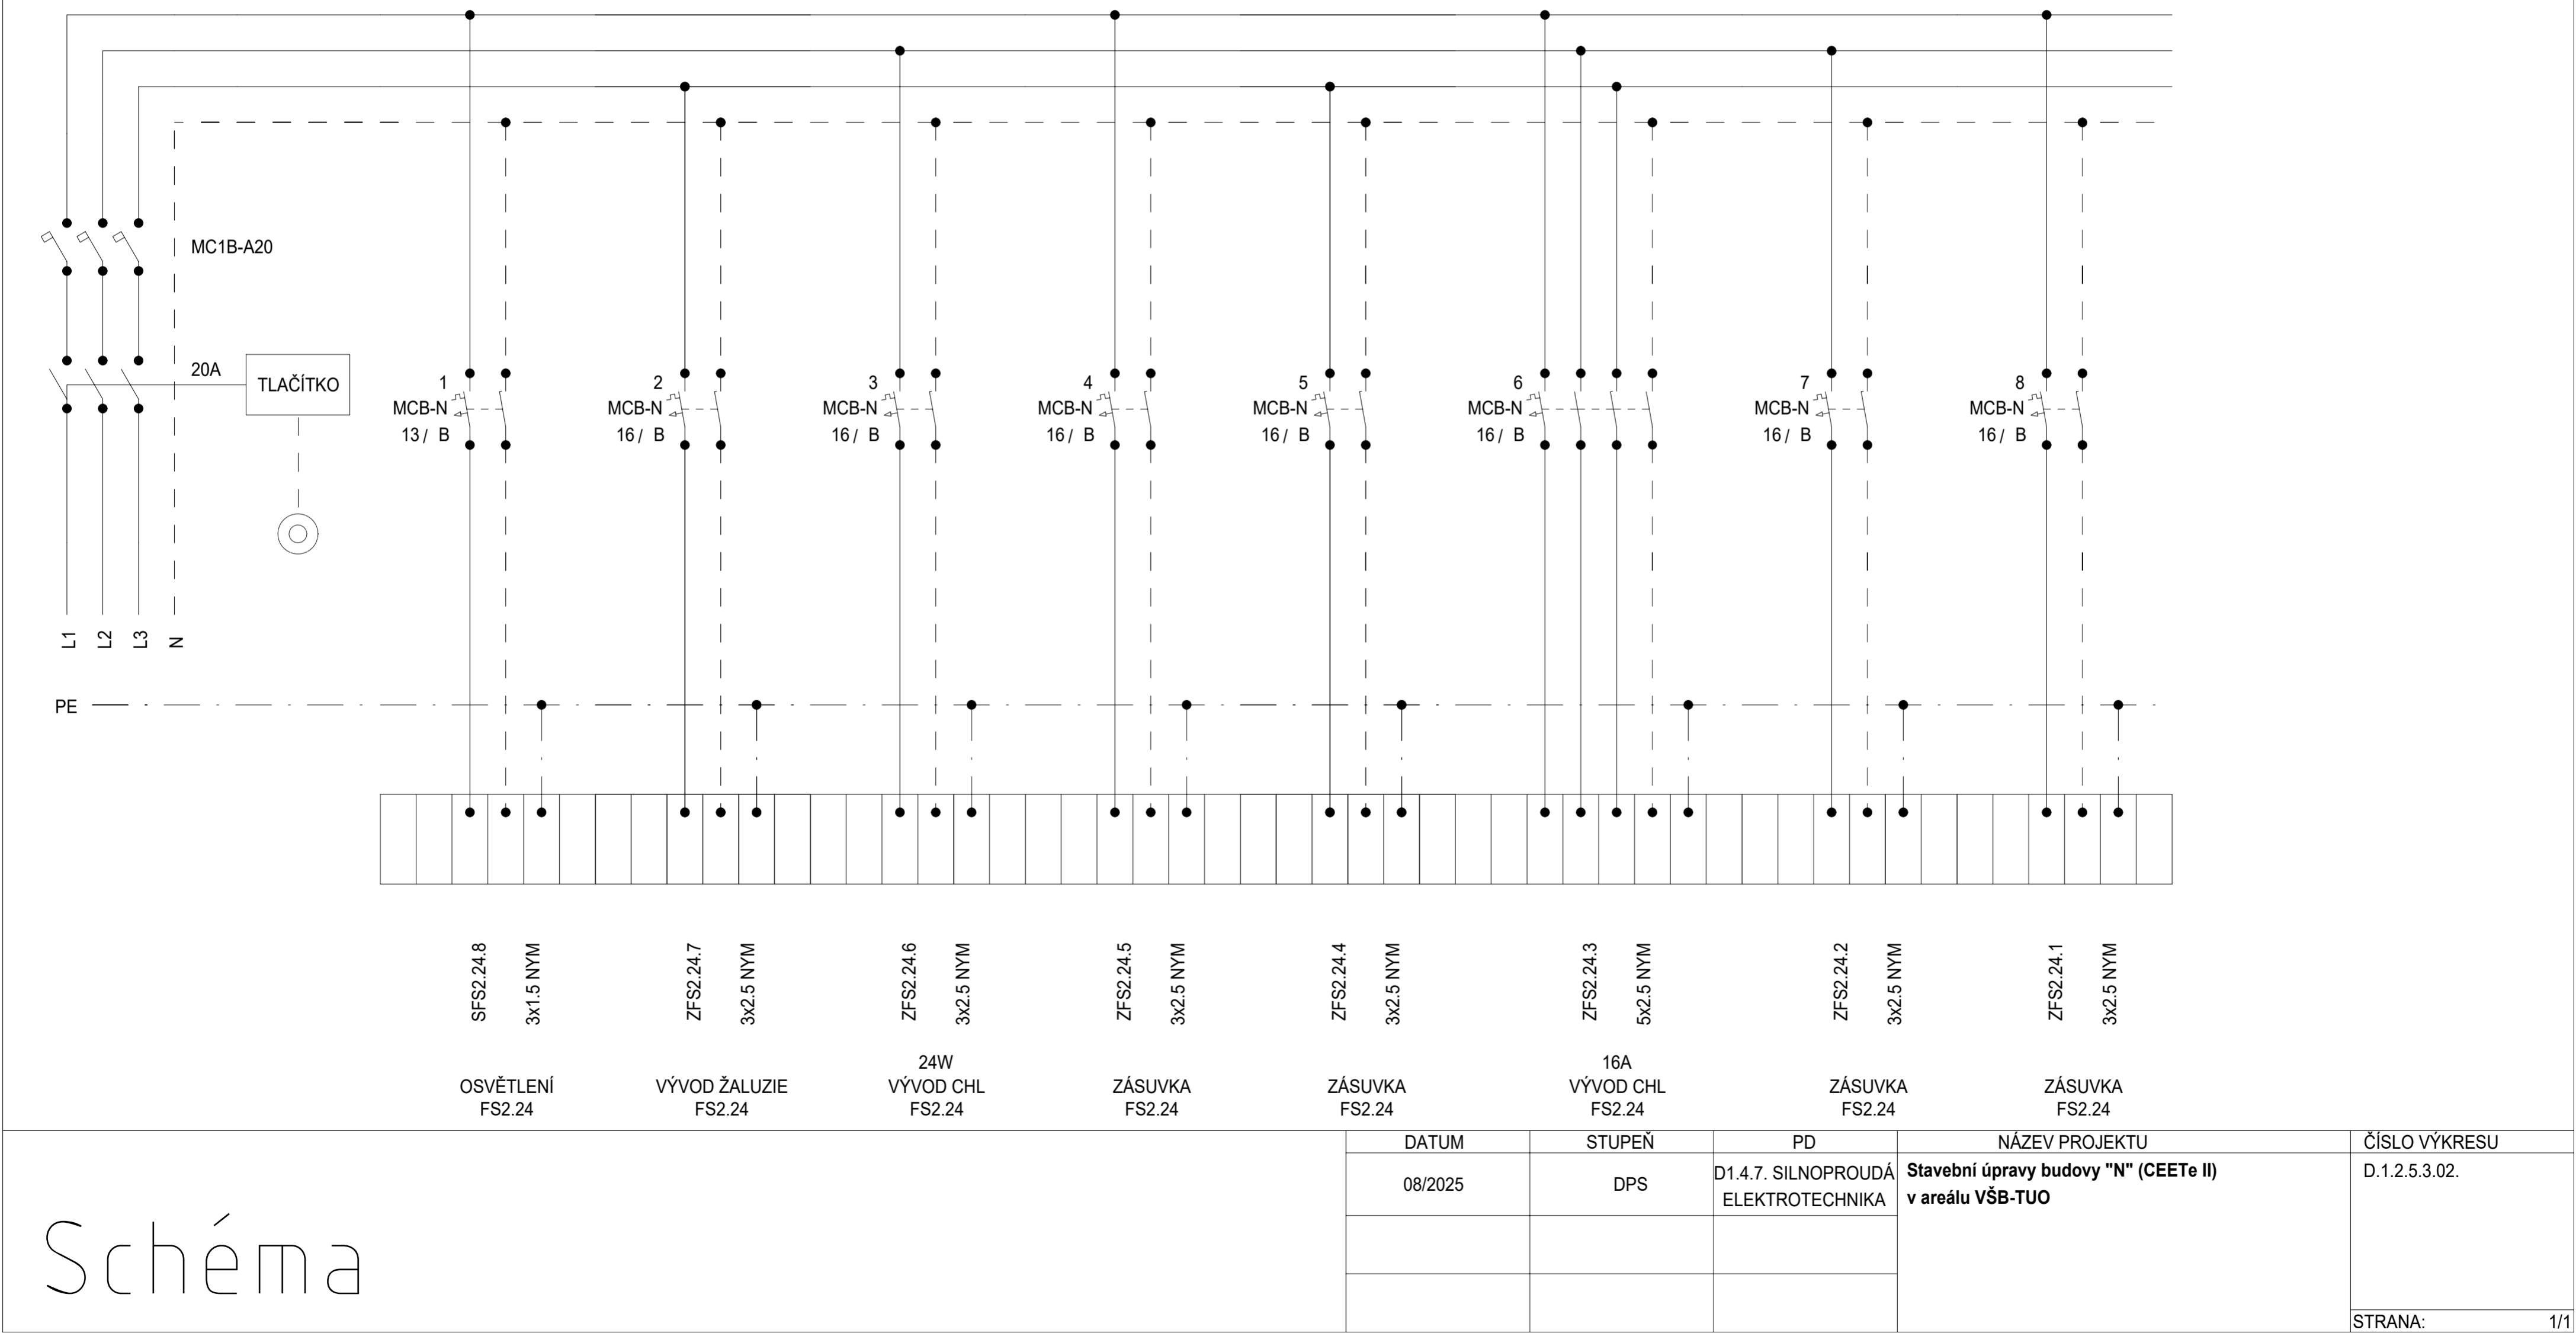 MC1B-A20
20A
TLAČÍTKO
L1
L2
L3
N
PE
1
MCB-N
13 / B
2
MCB-N
16 / B
3
MCB-N
16 / B
4
MCB-N
16 / B
5
MCB-N
16 / B
6
MCB-N
16 / B
7
MCB-N
16 / B
8
MCB-N
16 / B
SFS2.24.8
3x1.5 NYM
ZFS2.24.7
3x2.5 NYM
ZFS2.24.6
3x2.5 NYM
ZFS2.24.5
3x2.5 NYM
ZFS2.24.4
3x2.5 NYM
ZFS2.24.3
5x2.5 NYM
ZFS2.24.2
3x2.5 NYM
ZFS2.24.1
3x2.5 NYM
OSVĚTLENÍ
FS2.24
VÝVOD ŽALUZIE
FS2.24
24W
VÝVOD CHL
FS2.24
ZÁSUVKA
FS2.24
ZÁSUVKA
FS2.24
16A
VÝVOD CHL
FS2.24
ZÁSUVKA
FS2.24
ZÁSUVKA
FS2.24
Schéma
DATUM
08/2025
STUPEŇ
DPS
PD
D1.4.7. SILNOPROUDÁ
ELEKTROTECHNIKA
NÁZEV PROJEKTU
Stavební úpravy budovy "N" (CEETe II)
v areálu VŠB-TUO
ČÍSLO VÝKRESU
D.1.2.5.3.02.
STRANA: 1/1